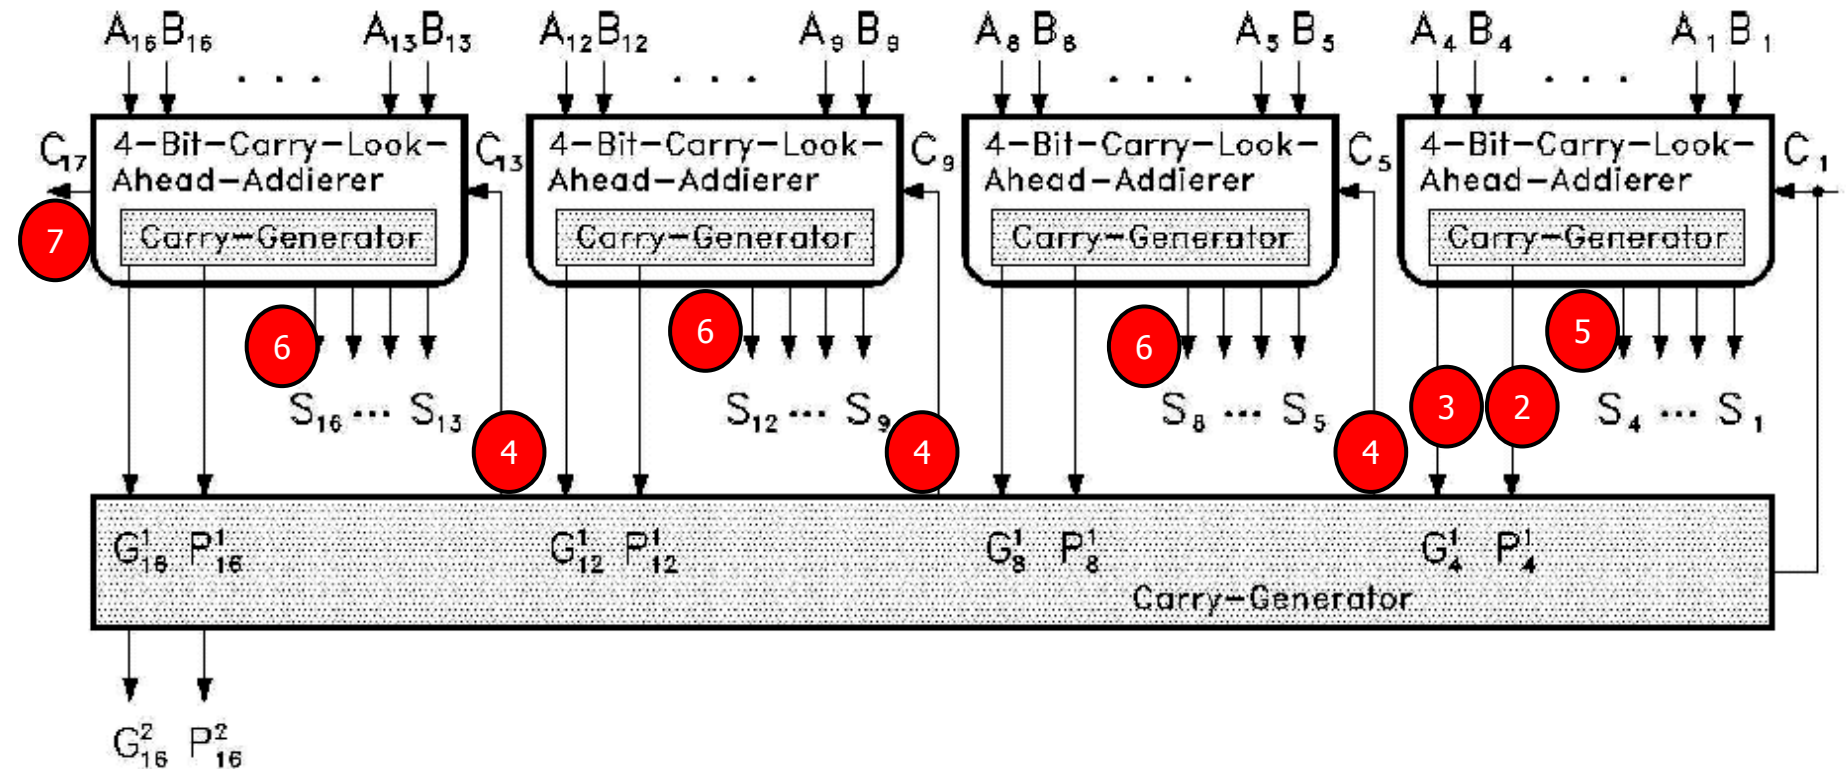 A₁₆ B₁₆ . . . A₁₃ B₁₃ A₁₂ B₁₂ . . . A₉ B₉ A₈ B₈ . . . A₅ B₅ A₄ B₄ . . . A₁ B₁
C₁₇ 4-Bit-Carry-Look- C₁₃ 4-Bit-Carry-Look- C₉ 4-Bit-Carry-Look- C₅ 4-Bit-Carry-Look- C₁
Ahead-Addierer Ahead-Addierer Ahead-Addierer Ahead-Addierer
7 Carry-Generator Carry-Generator Carry-Generator Carry-Generator
6 6 6 5
S₁₆ ... S₁₃ S₁₂ ... S₉ S₈ ... S₅ 3 2 S₄ ... S₁
4 4 4
G¹₁₆ P¹₁₆ G¹₁₂ P¹₁₂ G¹₈ P¹₈ G¹₄ P¹₄
Carry-Generator
G²₁₆ P²₁₆